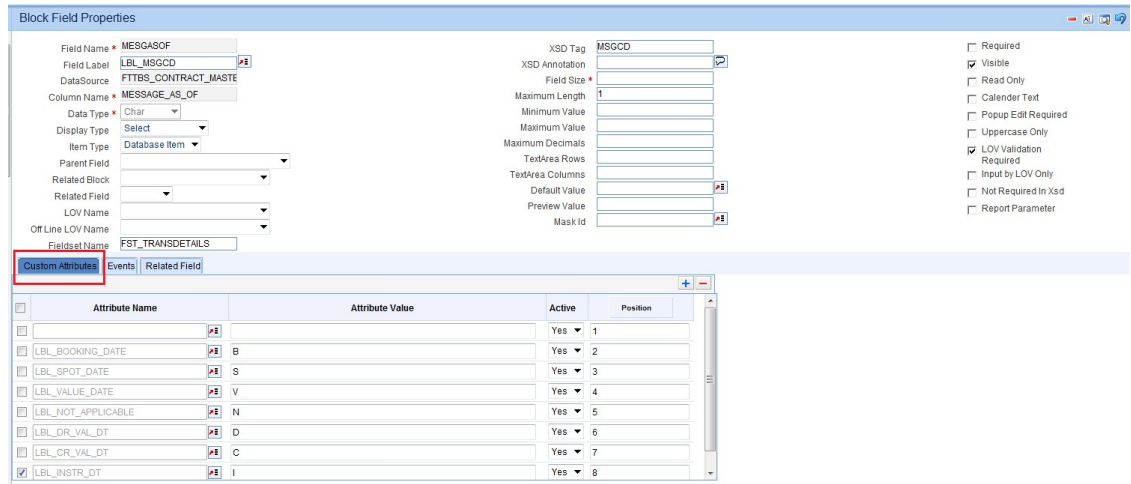 Block Field Properties
Field Name * MESGASOF
Field Label LBL_MSGCD
DataSource FTTBS_CONTRACT_MASTE
Column Name * MESSAGE_AS_OF
Data Type * Char
Display Type Select
Item Type Database Item
Parent Field
Related Block
Related Field
LOV Name
Off Line LOV Name
Fieldset Name FST_TRANSDETAILS
XSD Tag MSGCD
XSD Annotation
Field Size *
Maximum Length 1
Minimum Value
Maximum Value
Maximum Decimals
TextArea Rows
TextArea Columns
Default Value
Preview Value
Mask Id
Required
Visible
Read Only
Calender Text
Popup Edit Required
Uppercase Only
LOV Validation
Required
Input by LOV Only
Not Required In Xsd
Report Parameter
Custom Attributes Events Related Field
Attribute Name Attribute Value Active Position
Yes 1
LBL_BOOKING_DATE B Yes 2
LBL_SPOT_DATE S Yes 3
LBL_VALUE_DATE V Yes 4
LBL_NOT_APPLICABLE N Yes 5
LBL_DR_VAL_DT D Yes 6
LBL_CR_VAL_DT C Yes 7
LBL_INSTR_DT I Yes 8